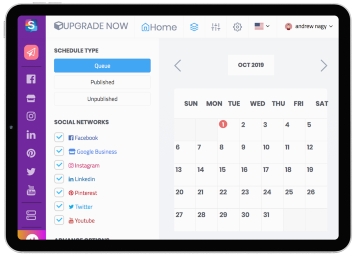 UPGRADE NOW
Home
andrew nagy
SCHEDULE TYPE
Queue
Published
Unpublished
SOCIAL NETWORKS
Facebook
Google Business
Instagram
Linkedin
Pinterest
Twitter
Youtube
ADVANCE OPTIONS
OCT 2019
SUN MON TUE WED THU FRI SAT
1 2 3 4 5
6 7 8 9 10 11 12
13 14 15 16 17 18 19
20 21 22 23 24 25 26
27 28 29 30 31